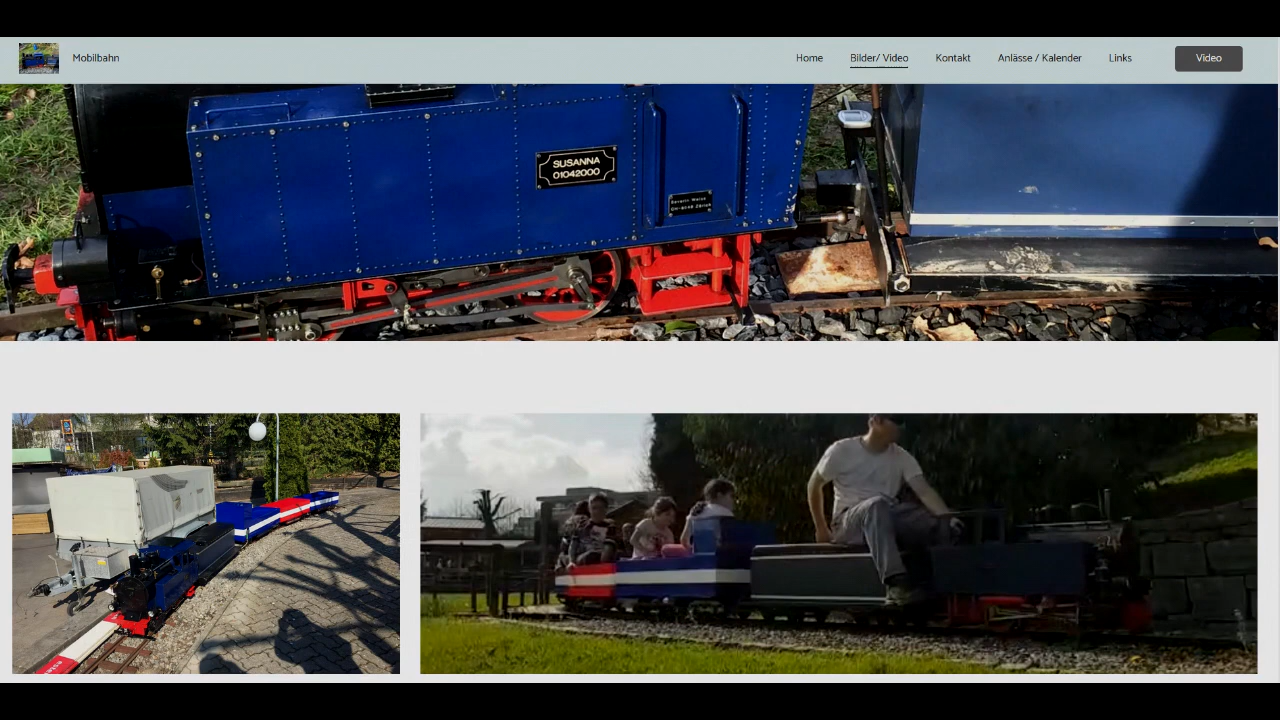 Mobilbahn
Home
Bilder/ Video
Kontakt
Anlässe / Kalender
Links
Video
SUSANNA
01042000